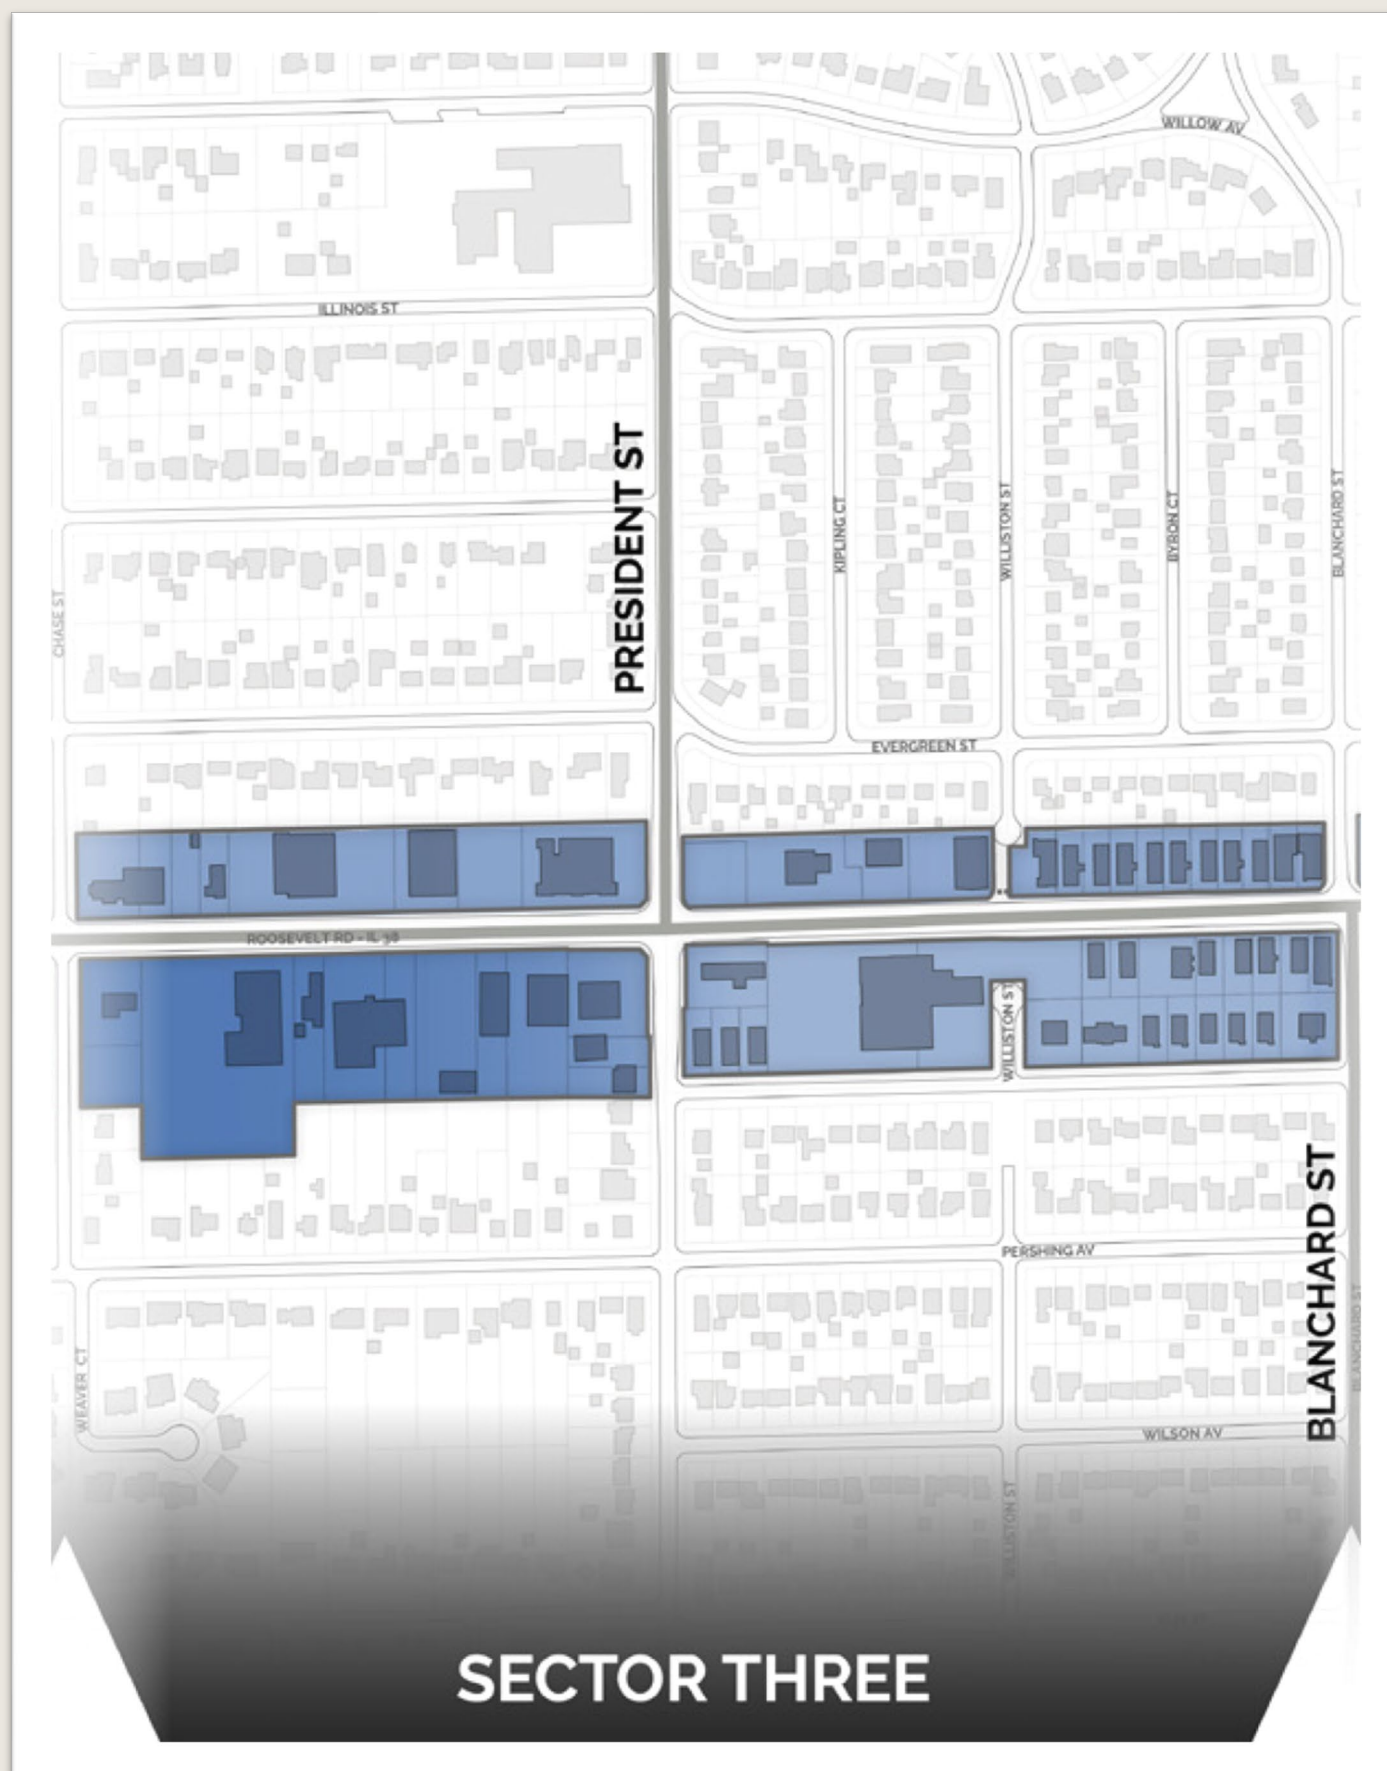 WILLOW AV
ILLINOIS ST
PRESIDENT ST
KIPLING CT
WILLISTON ST
BYRON CT
BLANCHARD ST
CHASE ST
EVERGREEN ST
ROOSEVELT RD - IL 38
WILLISTON ST
BLANCHARD ST
PERSHING AV
BLANCHARD ST
WEAVER CT
WILSON AV
WILLISTON ST
SECTOR THREE